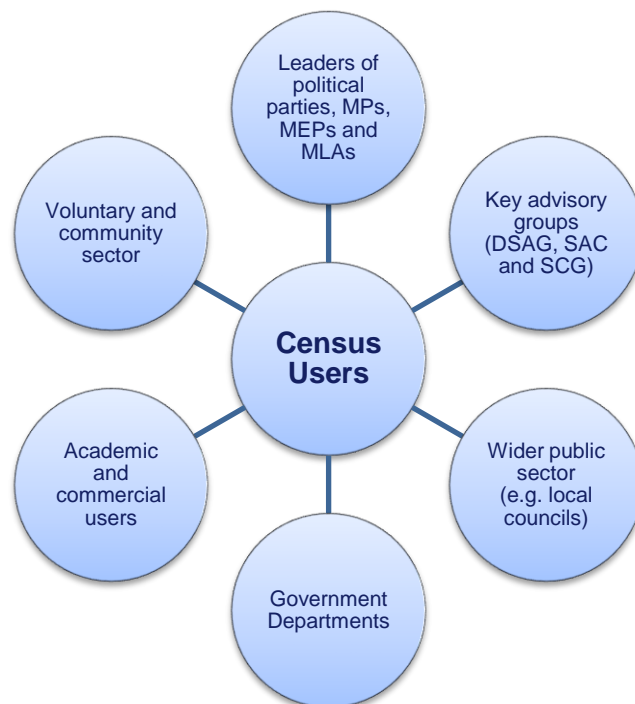 Leaders of
political
parties, MPs,
MEPs and
MLAs
Voluntary and
community
sector
Key advisory
groups
(DSAG, SAC
and SCG)
Census
Users
Academic
and
commercial
users
Wider public
sector
(e.g. local
councils)
Government
Departments